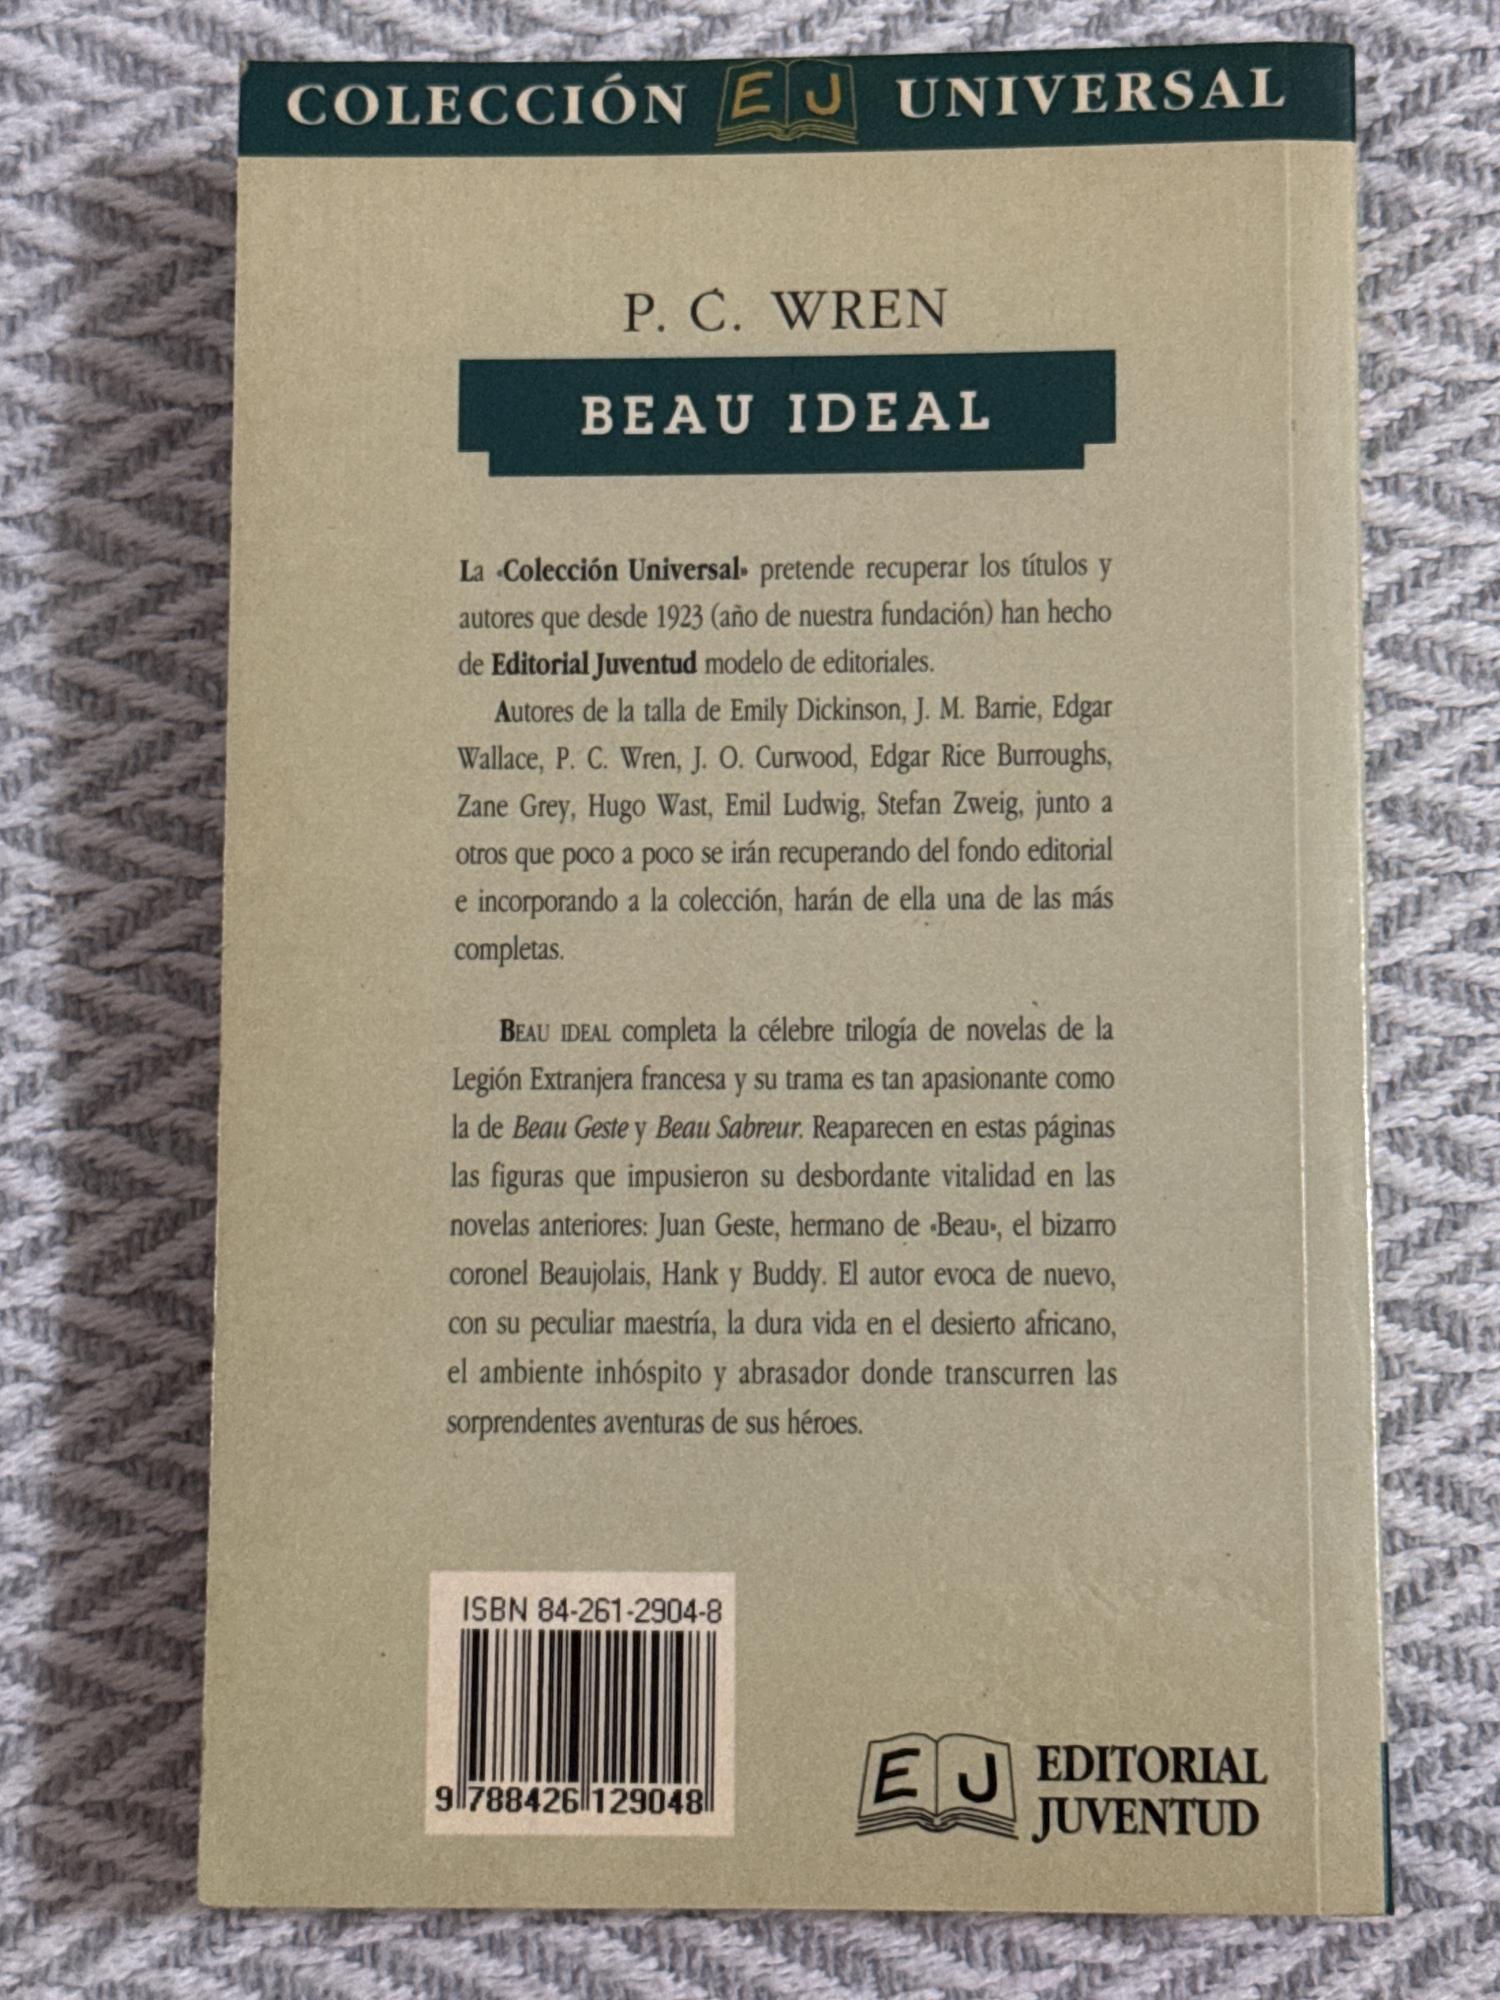 COLECCIÓN EJ UNIVERSAL
P. C. WREN
BEAU IDEAL
La «Colección Universal» pretende recuperar los títulos y
autores que desde 1923 (año de nuestra fundación) han hecho
de Editorial Juventud modelo de editoriales.
Autores de la talla de Emily Dickinson, J. M. Barrie, Edgar
Wallace, P. C. Wren, J. O. Curwood, Edgar Rice Burroughs,
Zane Grey, Hugo Wast, Emil Ludwig, Stefan Zweig, junto a
otros que poco a poco se irán recuperando del fondo editorial
e incorporando a la colección, harán de ella una de las más
completas.
BEAU IDEAL completa la célebre trilogía de novelas de la
Legión Extranjera francesa y su trama es tan apasionante como
la de Beau Geste y Beau Sabreur. Reaparecen en estas páginas
las figuras que impusieron su desbordante vitalidad en las
novelas anteriores: Juan Geste, hermano de «Beau», el bizarro
coronel Beaujolais, Hank y Buddy. El autor evoca de nuevo,
con su peculiar maestría, la dura vida en el desierto africano,
el ambiente inhóspito y abrasador donde transcurren las
sorprendentes aventuras de sus héroes.
ISBN 84-261-2904-8
9 788426 129048
EJ EDITORIAL
JUVENTUD